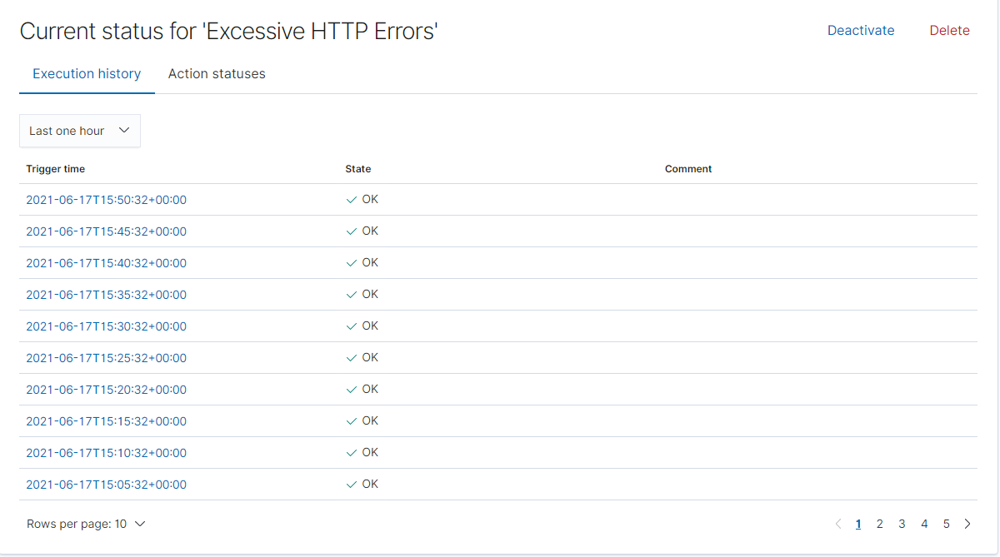 Current status for 'Excessive HTTP Errors' Deactivate Delete
Execution history Action statuses
Last one hour
Trigger time State Comment
2021-06-17T15:50:32+00:00 OK
2021-06-17T15:45:32+00:00 OK
2021-06-17T15:40:32+00:00 OK
2021-06-17T15:35:32+00:00 OK
2021-06-17T15:30:32+00:00 OK
2021-06-17T15:25:32+00:00 OK
2021-06-17T15:20:32+00:00 OK
2021-06-17T15:15:32+00:00 OK
2021-06-17T15:10:32+00:00 OK
2021-06-17T15:05:32+00:00 OK
Rows per page: 10 1 2 3 4 5